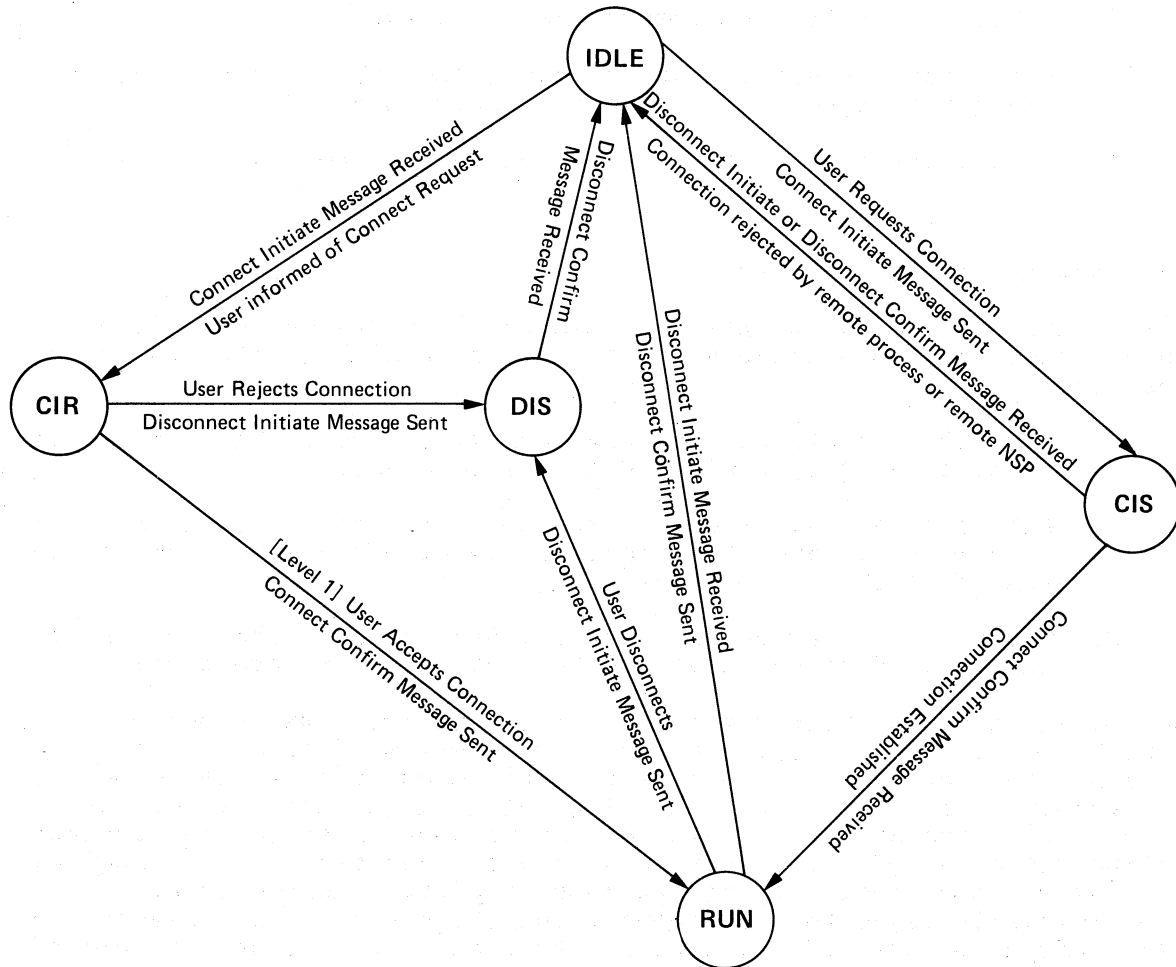 IDLE
Connect Initiate Message Received
User informed of Connect Request
Disconnect Confirm
Message Received
Disconnect Initiate Message Received
Disconnect Confirm Message Sent
User Requests Connection
Connect Initiate Message Sent
Disconnect Initiate or Disconnect Confirm Message Received
Connection rejected by remote process or remote NSP
CIR
User Rejects Connection
Disconnect Initiate Message Sent
DIS
CIS
[Level 1] User Accepts Connection
Connect Confirm Message Sent
User Disconnects
Disconnect Initiate Message Sent
Connect Confirm Message Received
Connection Established
RUN